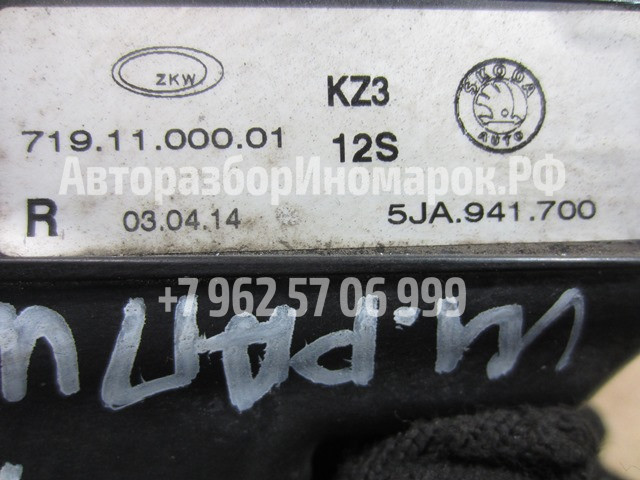 ZKW
KZ3
ŠKODA
AUTO
719.11.000.01
12S
АвторазборИномарок.РФ
R
03.04.14
5JA.941.700
+7 962 57 06 999